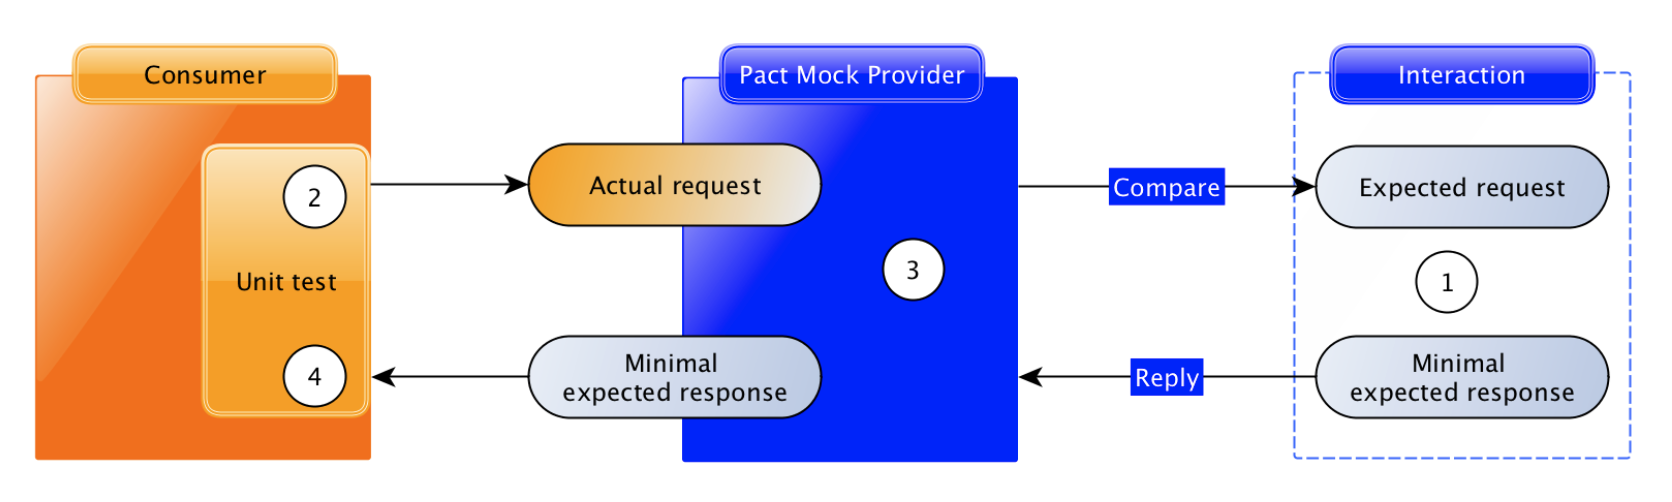 Consumer
Pact Mock Provider
Interaction
2
Actual request
Compare
Expected request
Unit test
3
1
4
Minimal
expected response
Reply
Minimal
expected response